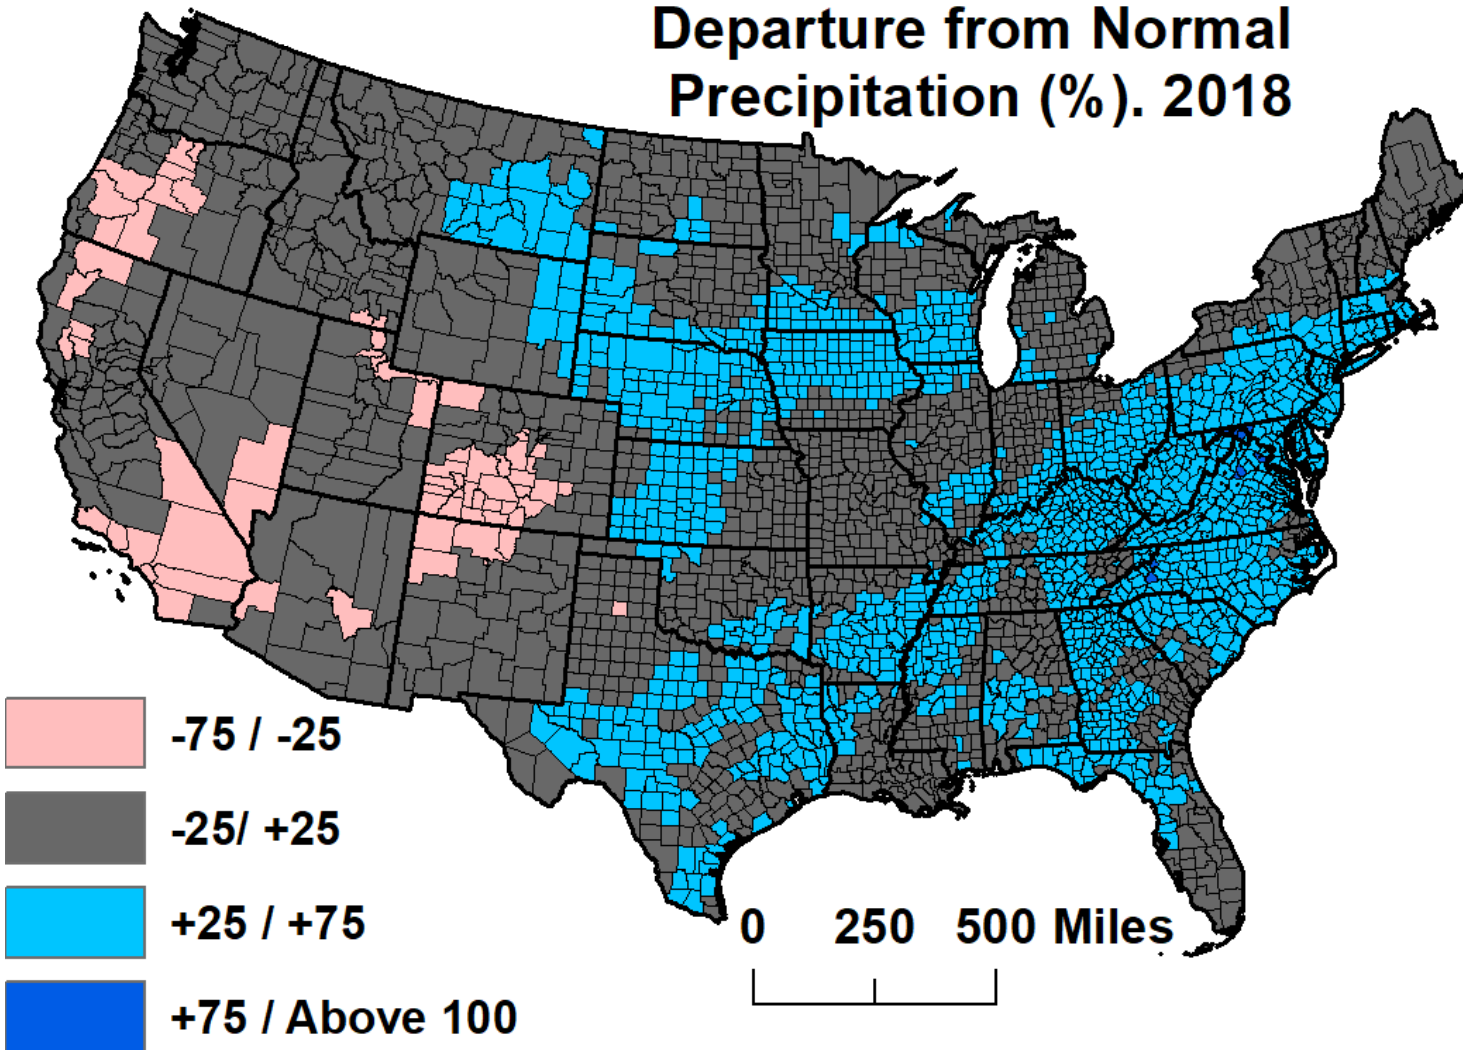 Departure from Normal
Precipitation (%). 2018
-75 / -25
-25/ +25
+25 / +75
+75 / Above 100
0 250 500 Miles